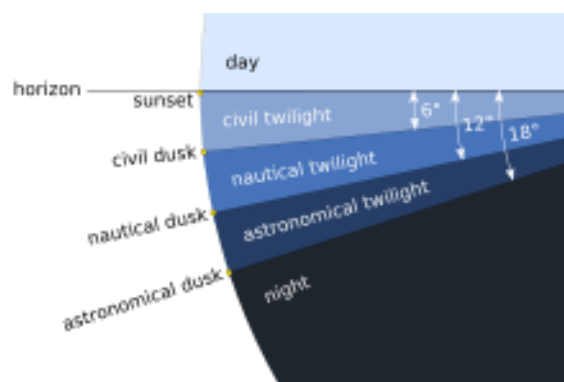 day
horizon
sunset
civil twilight
6°
12°
18°
civil dusk
nautical twilight
nautical dusk
astronomical twilight
astronomical dusk
night